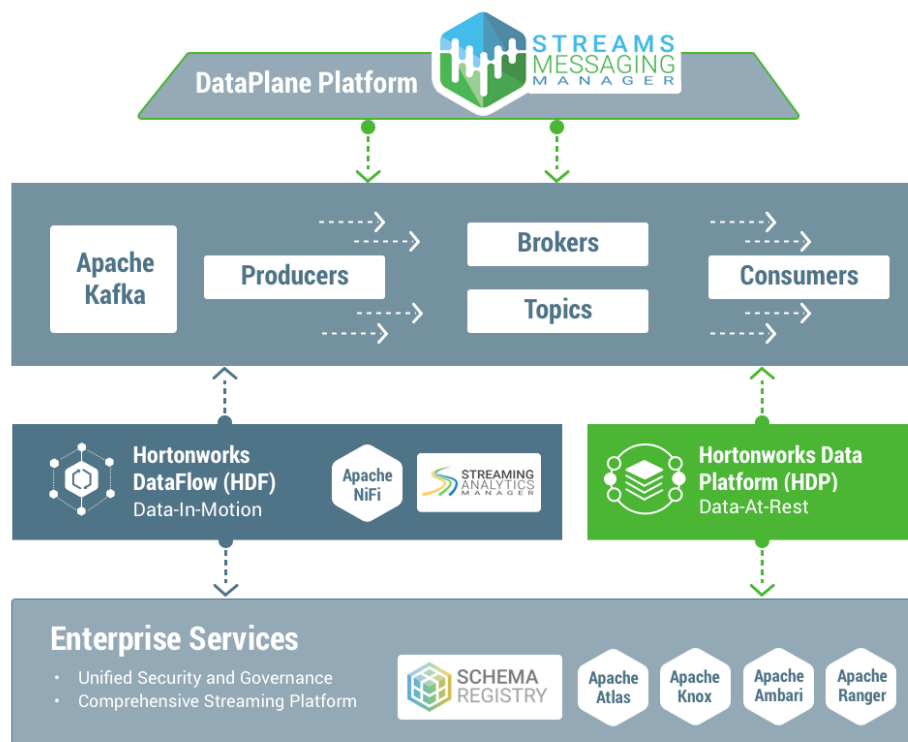 DataPlane Platform
STREAMS
MESSAGING
MANAGER
Apache
Kafka
Producers
Brokers
Topics
Consumers
Hortonworks
DataFlow (HDF)
Data-In-Motion
Apache
NiFi
STREAMING
ANALYTICS
MANAGER
Hortonworks Data
Platform (HDP)
Data-At-Rest
Enterprise Services
• Unified Security and Governance
• Comprehensive Streaming Platform
SCHEMA
REGISTRY
Apache
Atlas
Apache
Knox
Apache
Ambari
Apache
Ranger